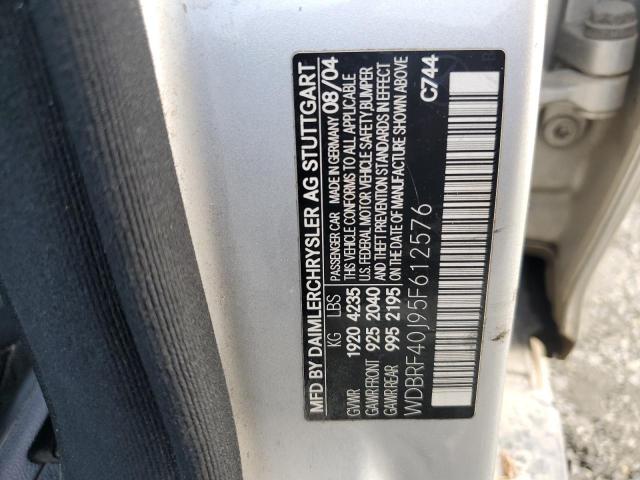 MFD BY DAIMLERCHRYSLER AG STUTTGART
PASSENGER CAR MADE IN GERMANY 08/04
KG LBS THIS VEHICLE CONFORMS TO ALL APPLICABLE
GVWR 1920 4235 U.S. FEDERAL MOTOR VEHICLE SAFETY BUMPER
GAWR FRONT 925 2040 AND THEFT PREVENTION STANDARDS IN EFFECT
GAWR REAR 995 2195 ON THE DATE OF MANUFACTURE SHOWN ABOVE
WDBRF40J95F612576 C744